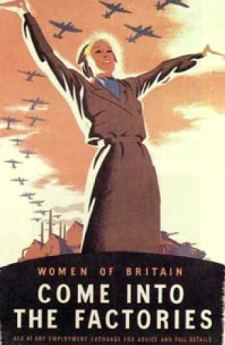 WOMEN OF BRITAIN
COME INTO
THE FACTORIES
ASK AT ANY EMPLOYMENT EXCHANGE FOR ADVICE AND FULL DETAILS